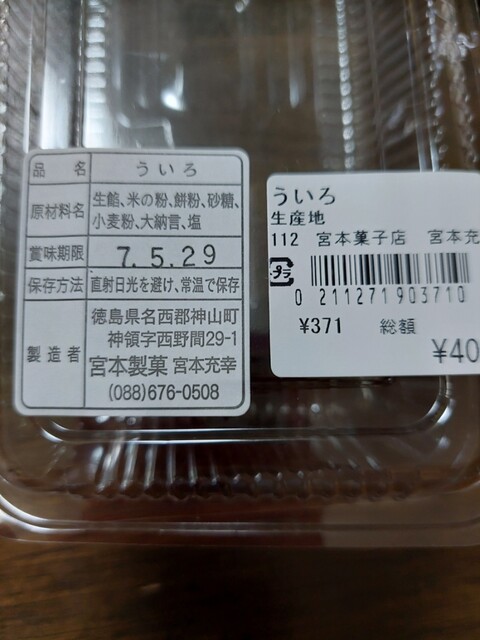 品名 ういろ
原材料名 生餡、米の粉、餅粉、砂糖、
小麦粉、大納言、塩
賞味期限 7.5.29
保存方法 直射日光を避け、常温で保存
製造者 徳島県名西郡神山町
神領字西野間29-1
宮本製菓 宮本充幸
(088)676-0508
ういろ
生産地
112 宮本菓子店 宮本充
プラ
0 211271 903710
¥371 総額
¥40